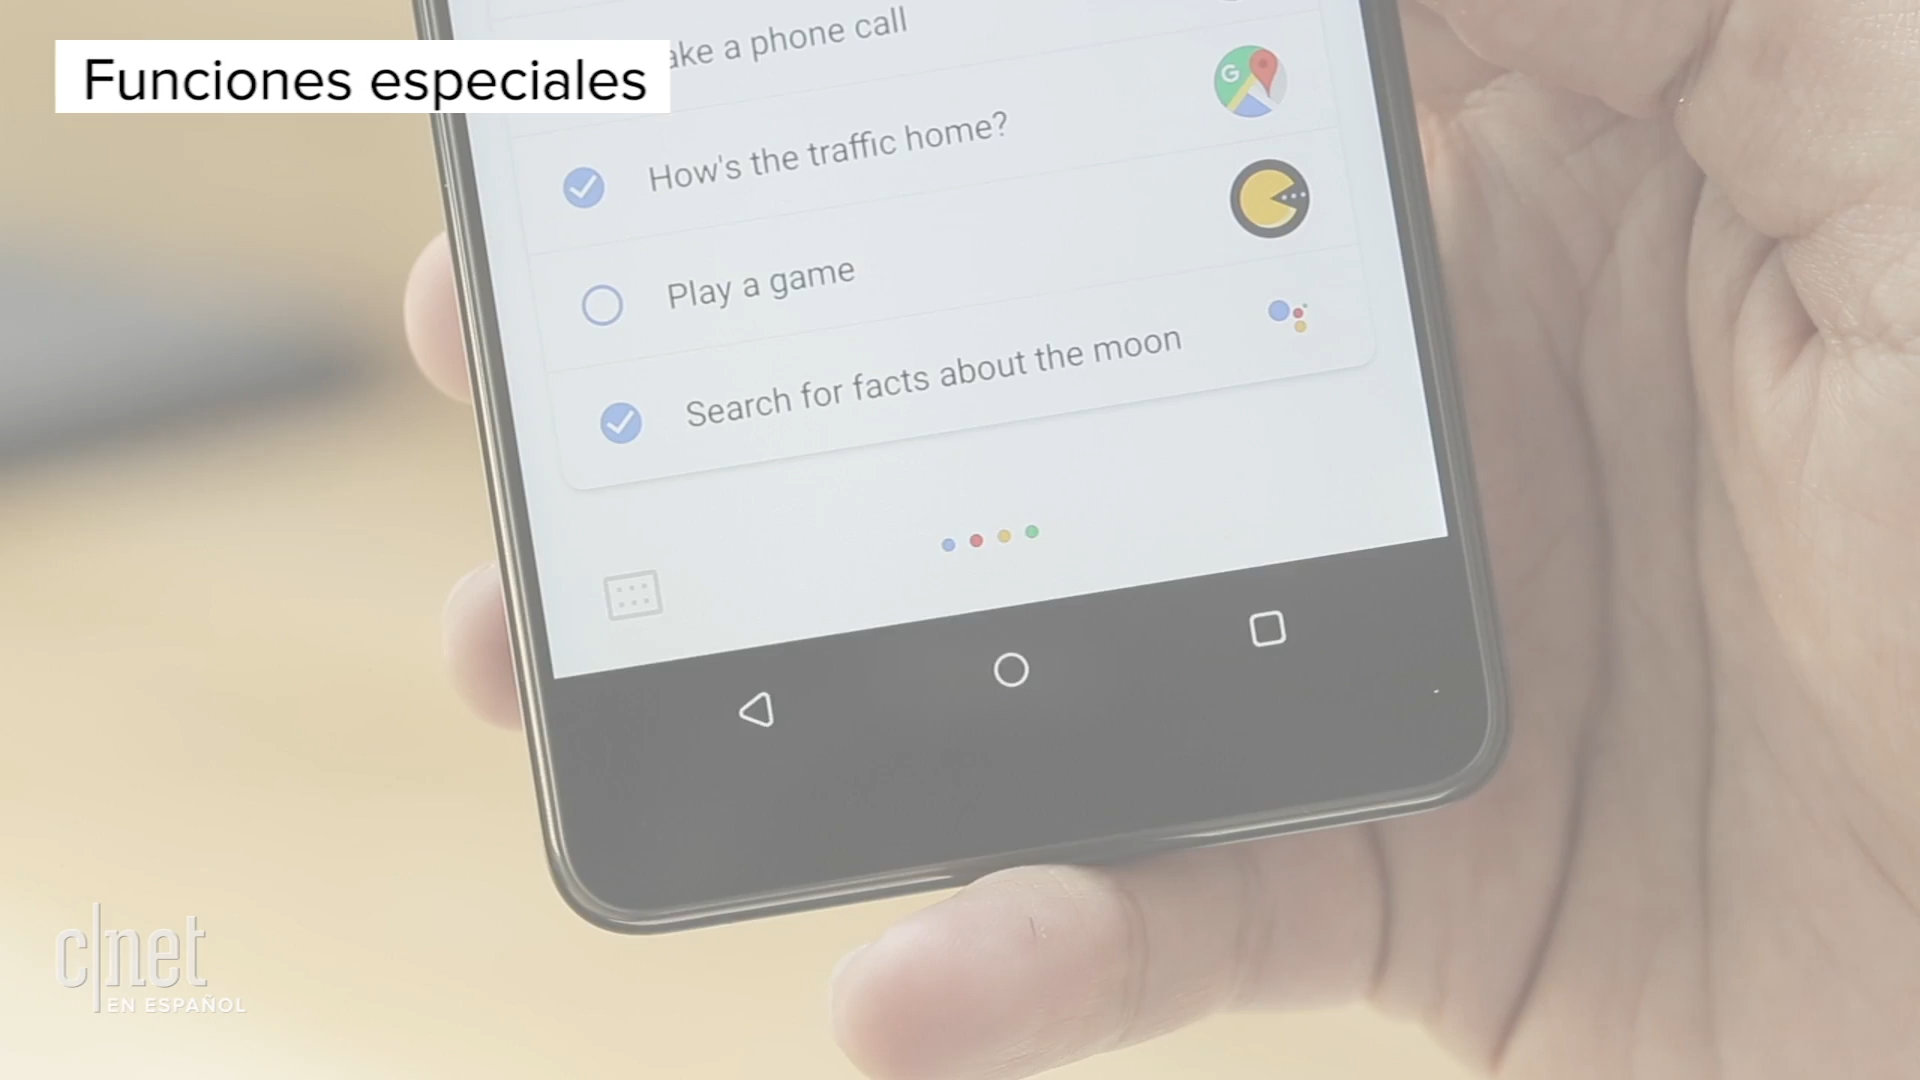 Funciones especiales
ake a phone call
How's the traffic home?
G
Play a game
Search for facts about the moon
c|net
EN ESPAÑOL